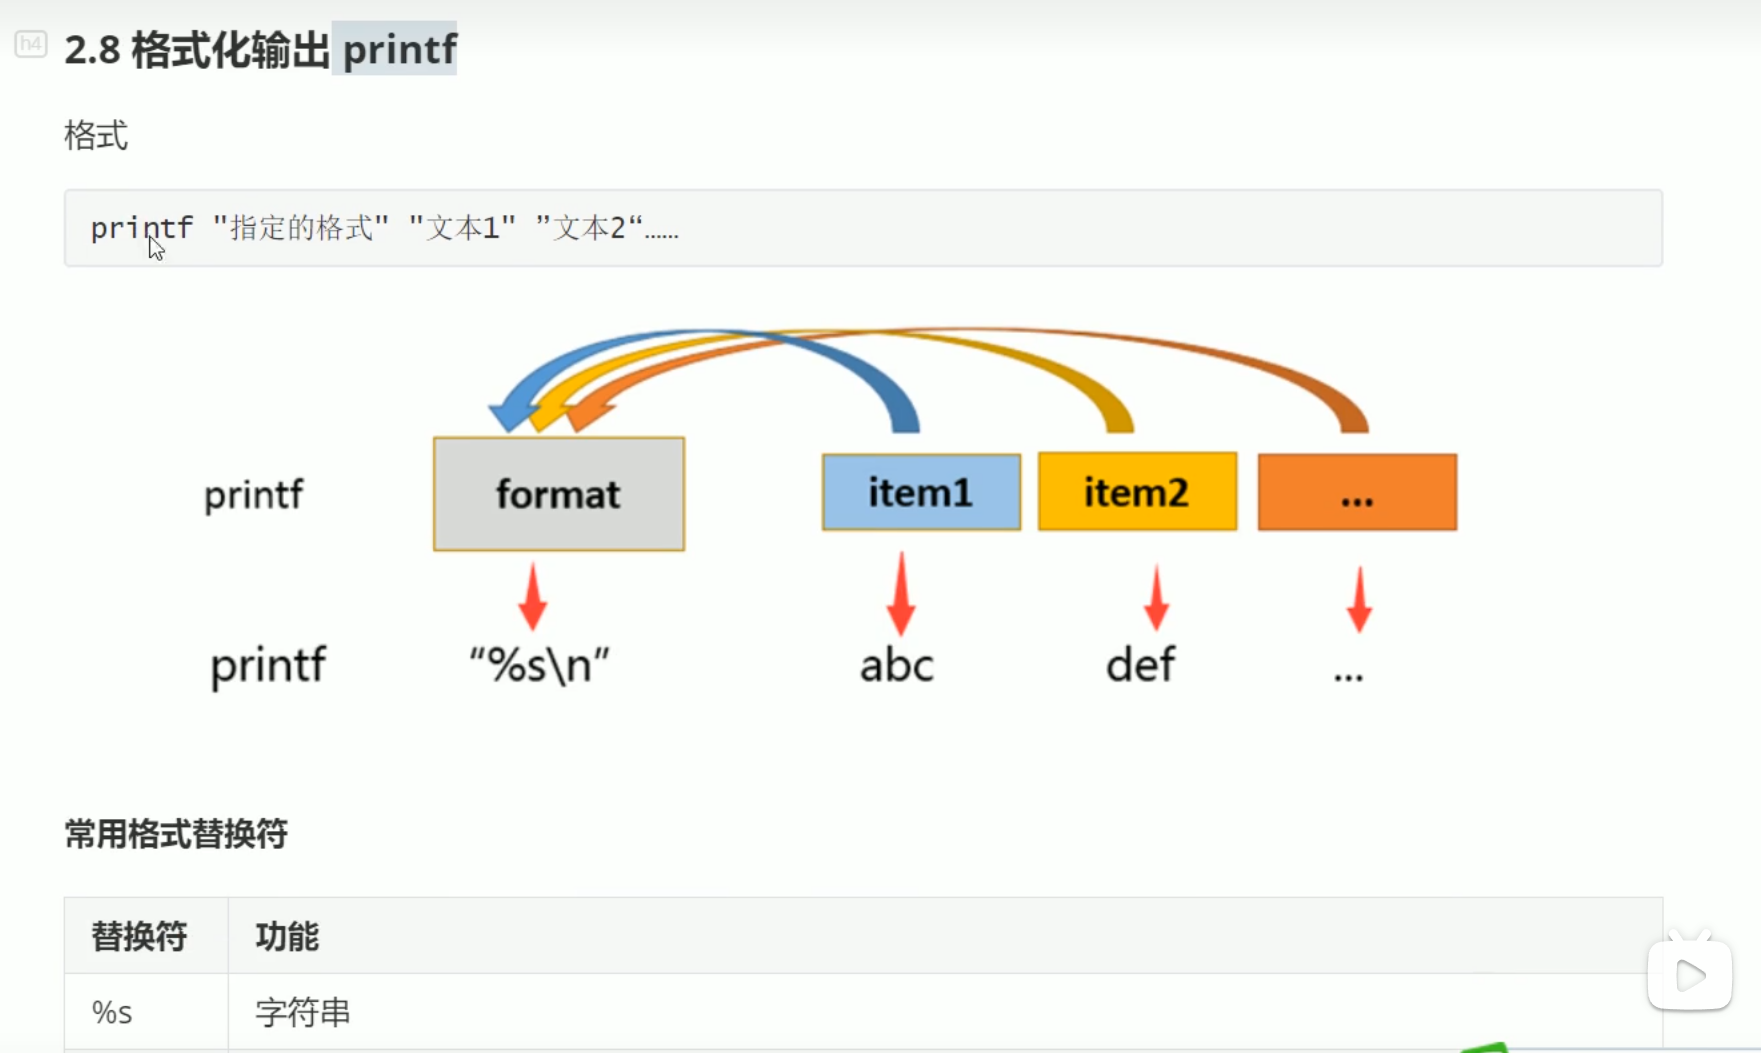 h4
2.8 格式化输出 printf
格式
printf "指定的格式" "文本1" ”文本2“……
printf format item1 item2 ...
printf “%s\n” abc def ...
常用格式替换符
替换符 功能
%s 字符串